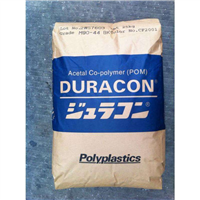 Acetal Co-polymer (POM)
DURACON®
ジュラコン®
Polyplastics